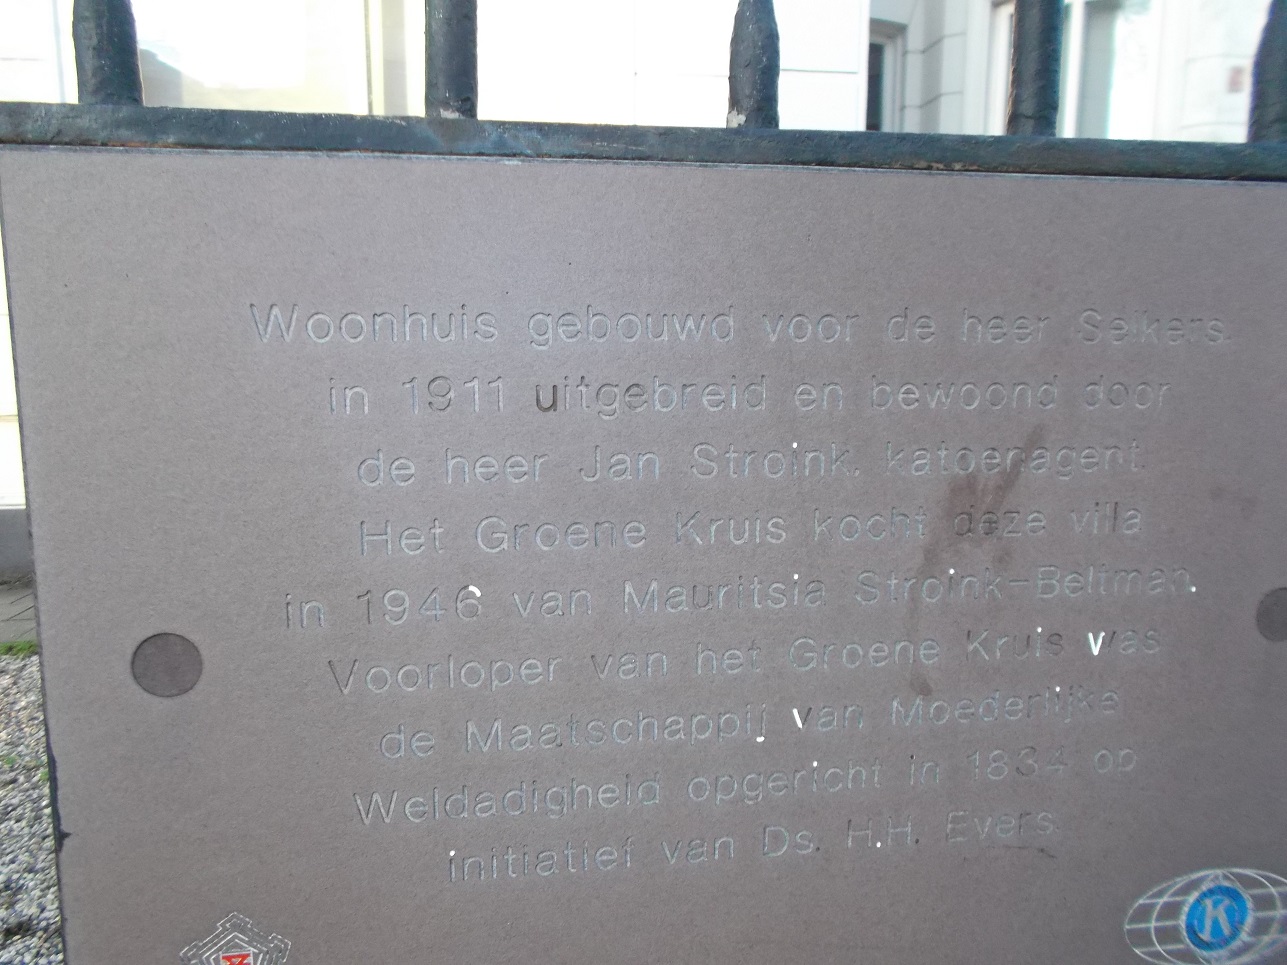 Woonhuis gebouwd voor de heer Selkers.
in 1911 uitgebreid en bewoond door
de heer Jan Stroink, katoenagent.
Het Groene Kruis kocht deze villa
in 1946 van Mauritsia Stroink-Beltman.
Voorloper van het Groene Kruis was
de Maatschappij van Moederlijke
Weldadigheid opgericht in 1834 op
initiatief van Ds. H.H. Evers.
K